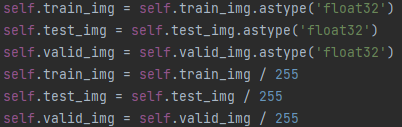 self.train_img = self.train_img.astype('float32')
self.test_img = self.test_img.astype('float32')
self.valid_img = self.valid_img.astype('float32')
self.train_img = self.train_img / 255
self.test_img = self.test_img / 255
self.valid_img = self.valid_img / 255